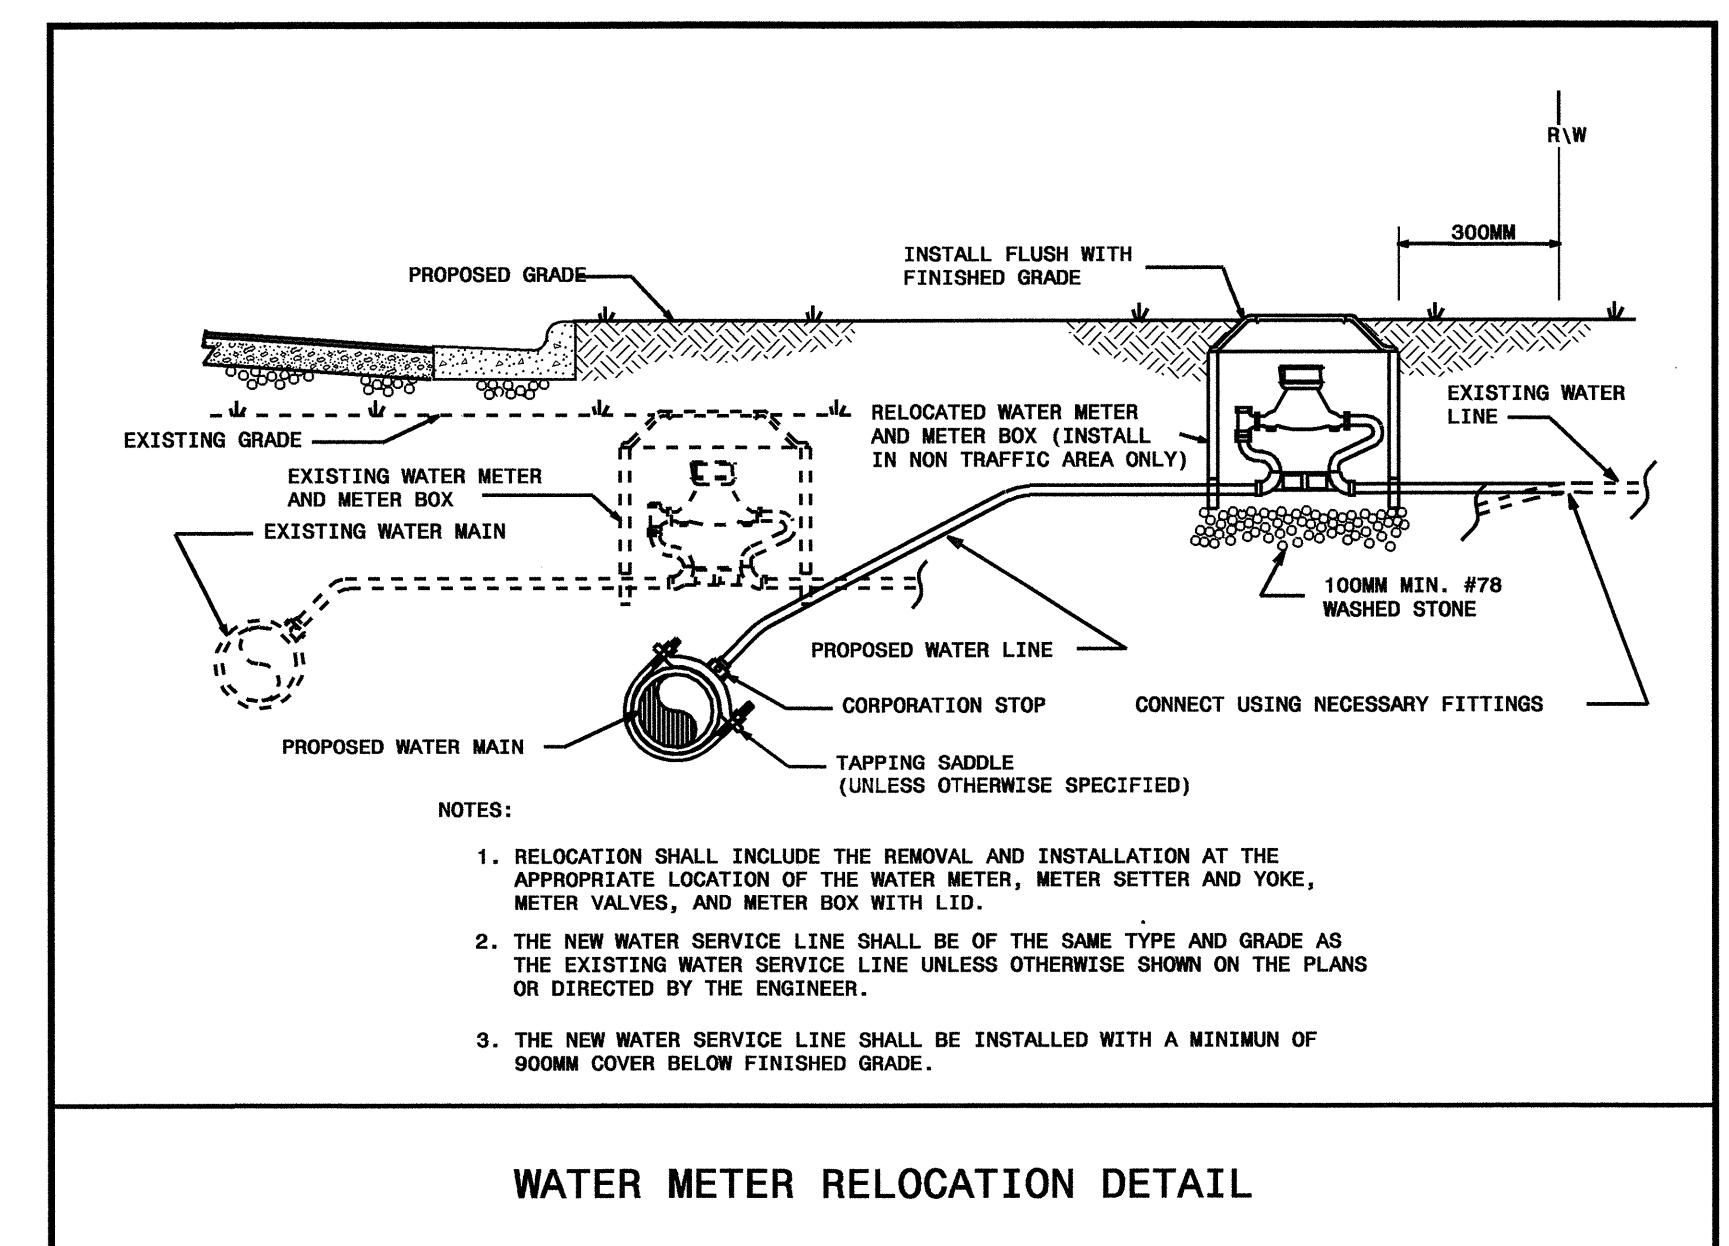 R\W
300MM
INSTALL FLUSH WITH
FINISHED GRADE
PROPOSED GRADE
EXISTING WATER
LINE
RELOCATED WATER METER
AND METER BOX (INSTALL
IN NON TRAFFIC AREA ONLY)
EXISTING GRADE
EXISTING WATER METER
AND METER BOX
EXISTING WATER MAIN
100MM MIN. #78
WASHED STONE
PROPOSED WATER LINE
CORPORATION STOP
CONNECT USING NECESSARY FITTINGS
PROPOSED WATER MAIN
TAPPING SADDLE
(UNLESS OTHERWISE SPECIFIED)
NOTES:
1. RELOCATION SHALL INCLUDE THE REMOVAL AND INSTALLATION AT THE
APPROPRIATE LOCATION OF THE WATER METER, METER SETTER AND YOKE,
METER VALVES, AND METER BOX WITH LID.
2. THE NEW WATER SERVICE LINE SHALL BE OF THE SAME TYPE AND GRADE AS
THE EXISTING WATER SERVICE LINE UNLESS OTHERWISE SHOWN ON THE PLANS
OR DIRECTED BY THE ENGINEER.
3. THE NEW WATER SERVICE LINE SHALL BE INSTALLED WITH A MINIMUN OF
900MM COVER BELOW FINISHED GRADE.
WATER METER RELOCATION DETAIL